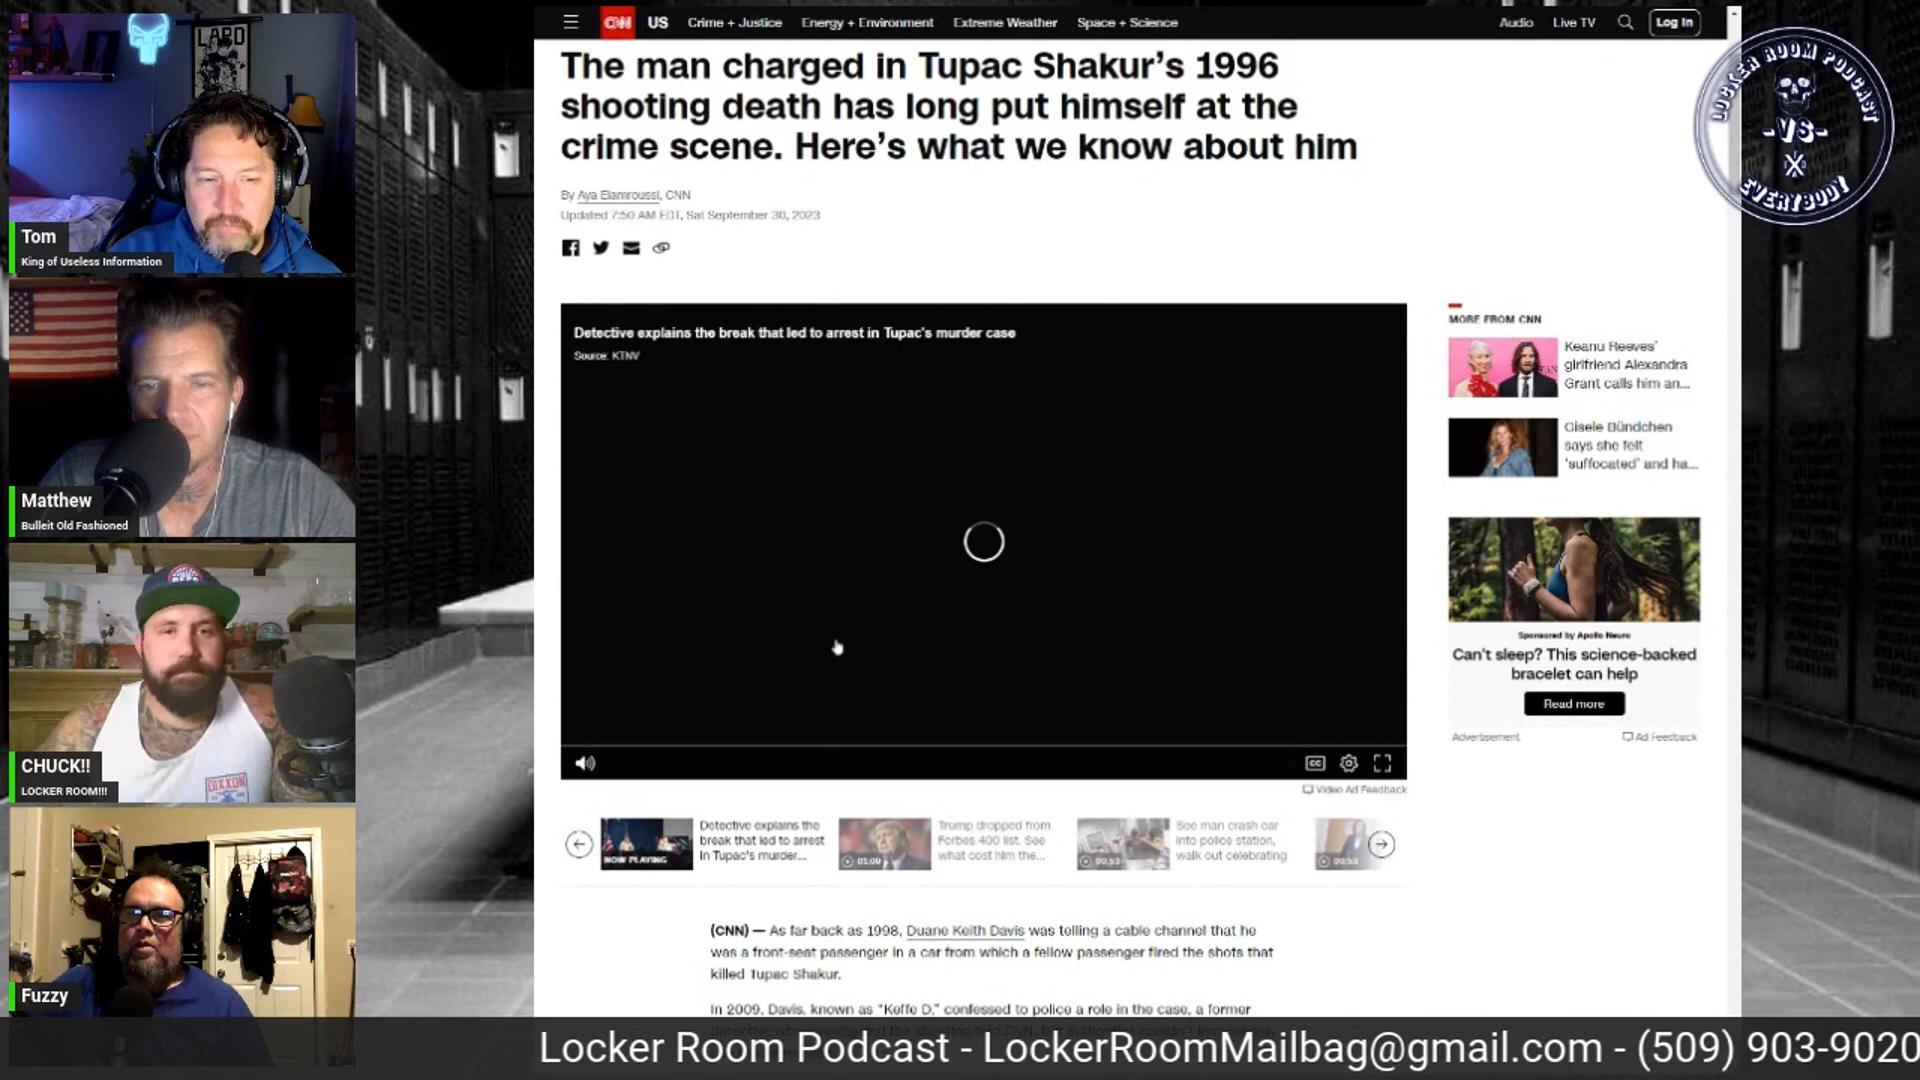 LARD
Tom
King of Useless Information
Matthew
Bulleit Old Fashioned
CHUCK!!
LOCKER ROOM!!!
DIXXON
Fuzzy
CNN US Crime + Justice Energy + Environment Extreme Weather Space + Science Audio Live TV Log In
The man charged in Tupac Shakur's 1996
shooting death has long put himself at the
crime scene. Here's what we know about him
By Aya Elamroussi, CNN
Updated 7:50 AM EDT, Sat September 30, 2023
Detective explains the break that led to arrest in Tupac's murder case
Source: KTNV
CC
Video Ad Feedback
NOW PLAYING
Detective explains the
break that led to arrest
in Tupac's murder...
01:00
Trump dropped from
Forbes 400 list. See
what cost him the...
00:53
See man crash car
into police station,
walk out celebrating
00:50
(CNN) — As far back as 1998, Duane Keith Davis was telling a cable channel that he
was a front-seat passenger in a car from which a fellow passenger fired the shots that
killed Tupac Shakur.
In 2009, Davis, known as "Keffe D," confessed to police a role in the case, a former
MORE FROM CNN
Keanu Reeves'
girlfriend Alexandra
Grant calls him an...
Gisele Bündchen
says she felt
'suffocated' and ha...
Sponsored by Apollo Neuro
Can't sleep? This science-backed
bracelet can help
Read more
Advertisement
Ad Feedback
LOCKER ROOM PODCAST
-VS-
EVERYBODY
Locker Room Podcast - LockerRoomMailbag@gmail.com - (509) 903-9020